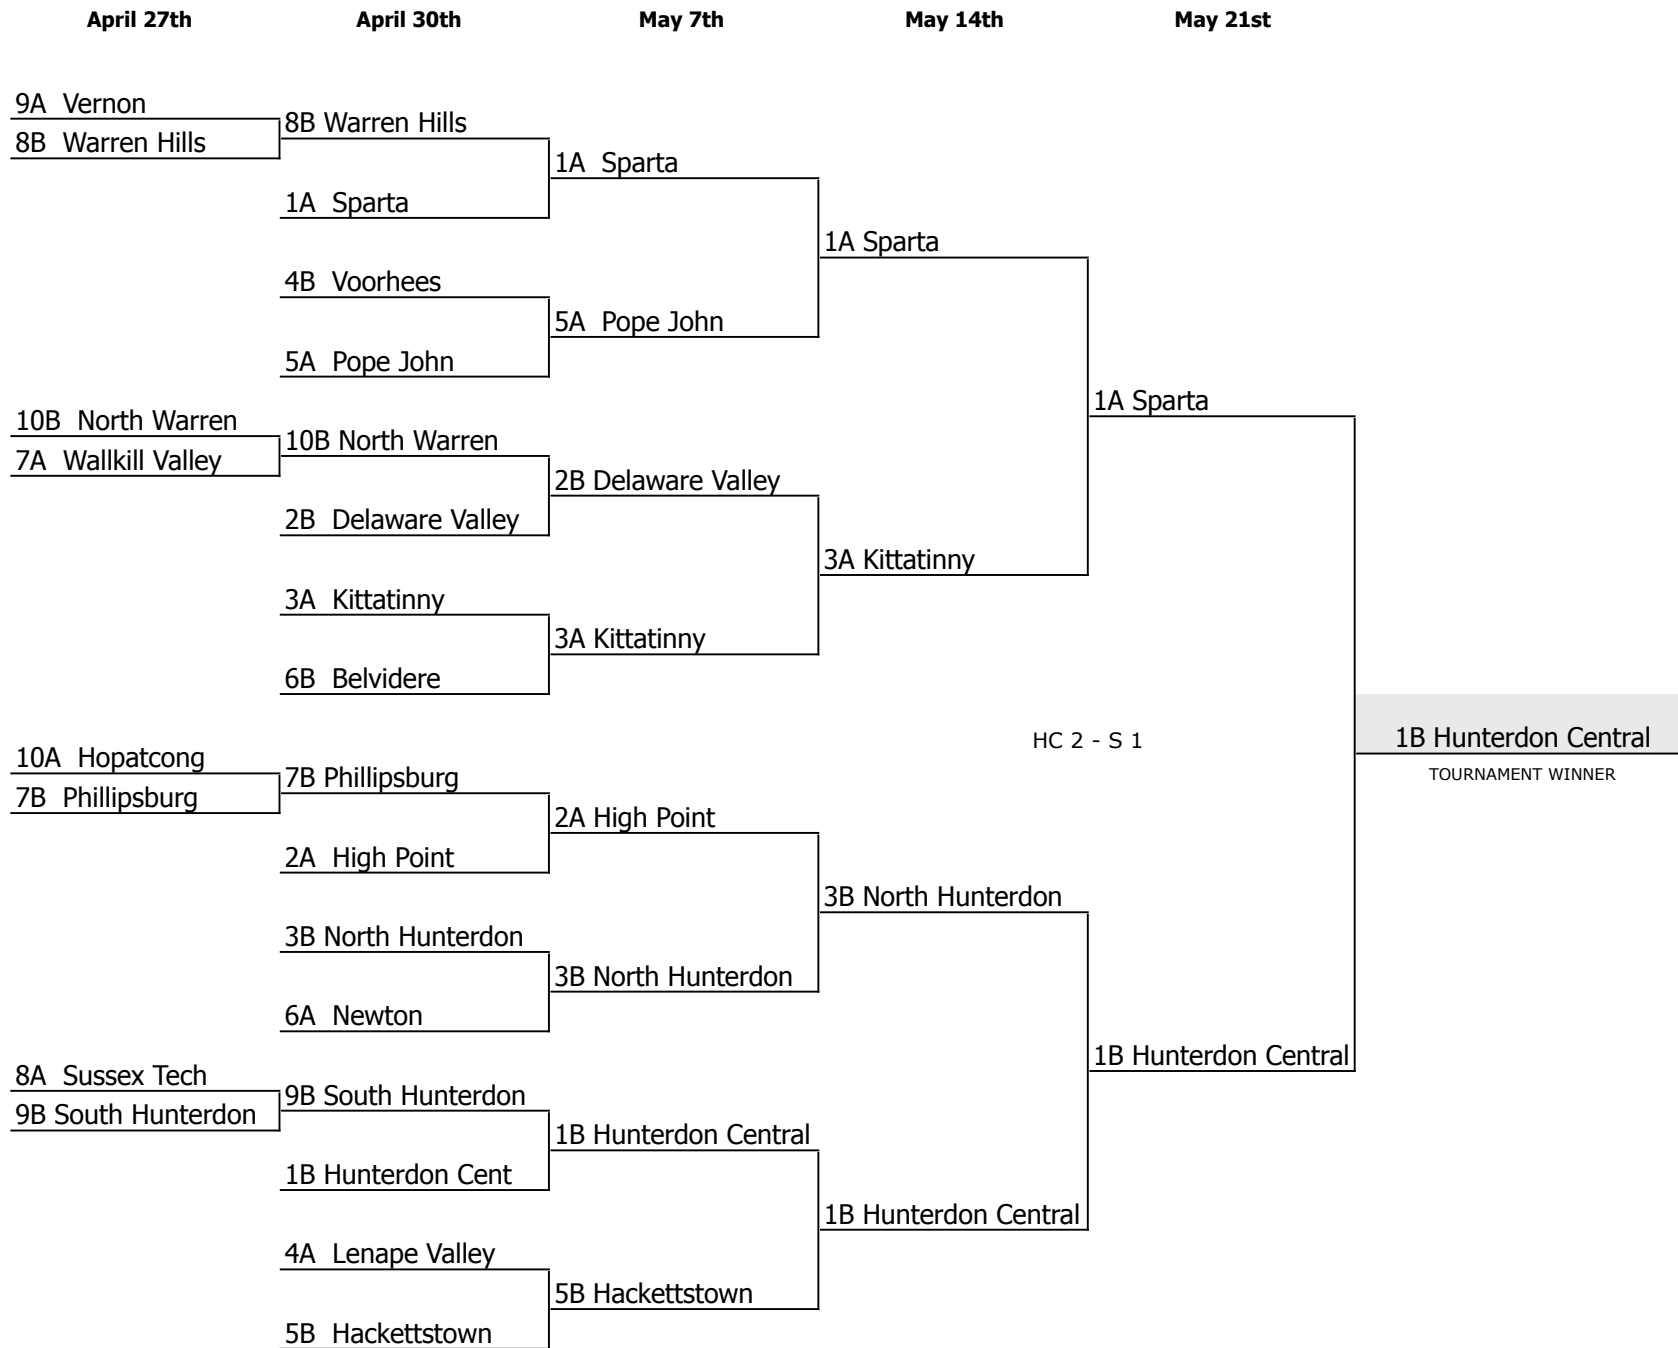 April 27th April 30th May 7th May 14th May 21st
9A Vernon
8B Warren Hills
8B Warren Hills
1A Sparta
1A Sparta
1A Sparta
4B Voorhees
5A Pope John
5A Pope John
1A Sparta
10B North Warren
10B North Warren
7A Wallkill Valley
2B Delaware Valley
2B Delaware Valley
3A Kittatinny
3A Kittatinny
3A Kittatinny
6B Belvidere
HC 2 - S 1
1B Hunterdon Central
TOURNAMENT WINNER
10A Hopatcong
7B Phillipsburg
7B Phillipsburg
2A High Point
2A High Point
3B North Hunterdon
3B North Hunterdon
3B North Hunterdon
6A Newton
1B Hunterdon Central
8A Sussex Tech
9B South Hunterdon
9B South Hunterdon
1B Hunterdon Central
1B Hunterdon Cent
1B Hunterdon Central
4A Lenape Valley
5B Hackettstown
5B Hackettstown